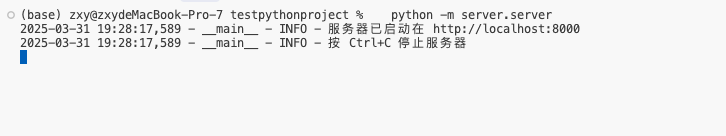 (base) zxy@zxydeMacBook-Pro-7 testpythonproject %    python -m server.server
2025-03-31 19:28:17,589 - __main__ - INFO - 服务器已启动在 http://localhost:8000
2025-03-31 19:28:17,589 - __main__ - INFO - 按 Ctrl+C 停止服务器